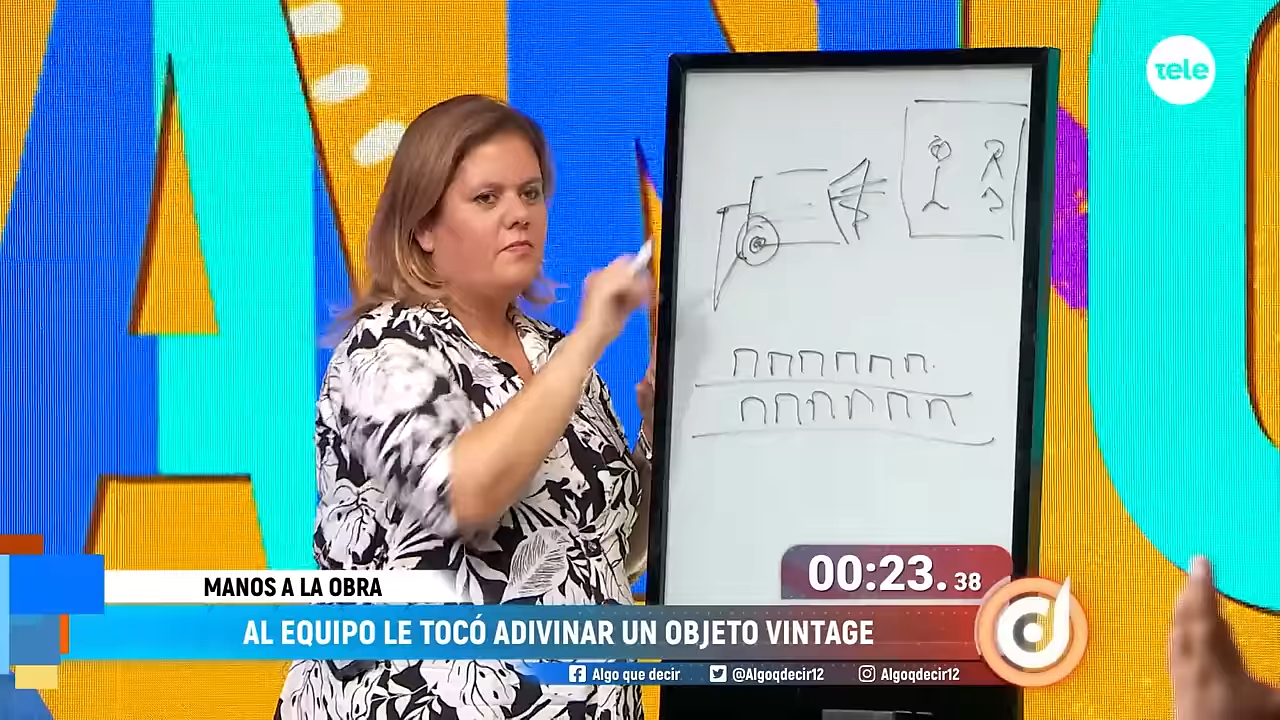 тele
00:23.38
MANOS A LA OBRA
AL EQUIPO LE TOCÓ ADIVINAR UN OBJETO VINTAGE
Algo que decir @Algoqdecir12 Algoqdecir12